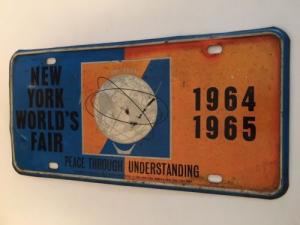 NEW
YORK
WORLD'S
FAIR
1964
1965
PEACE THROUGH UNDERSTANDING